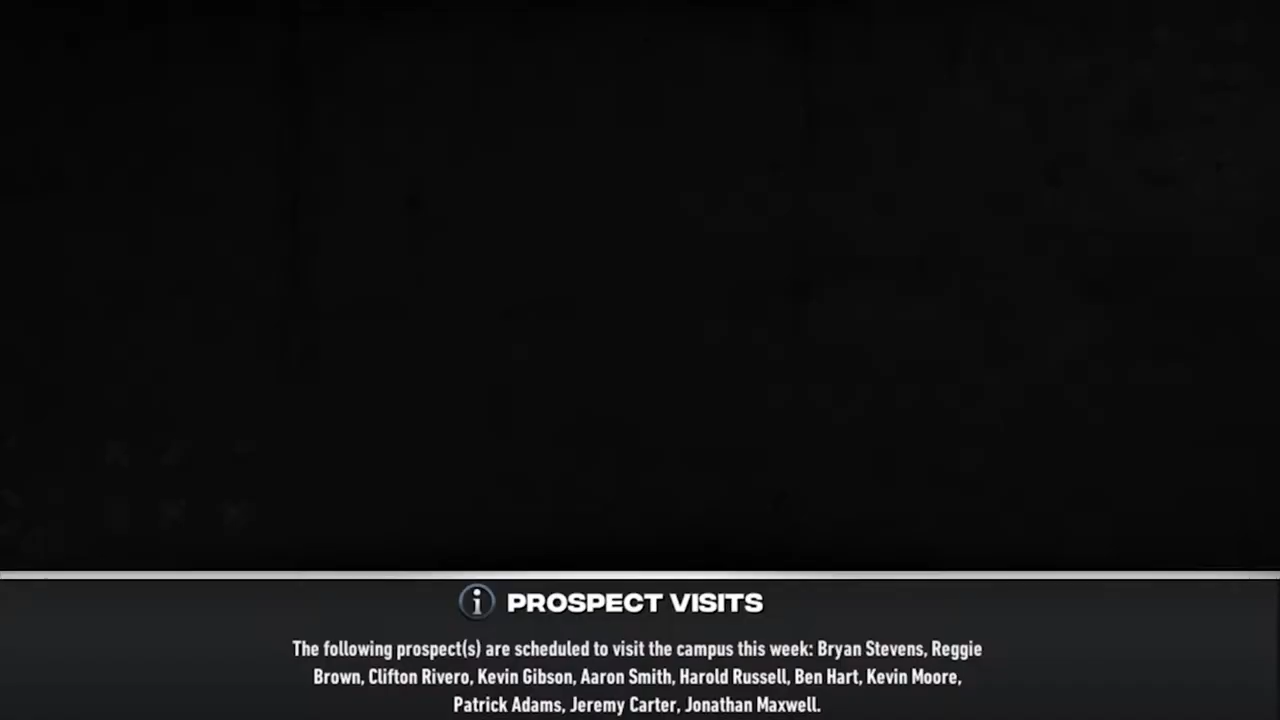 PROSPECT VISITS
The following prospect(s) are scheduled to visit the campus this week: Bryan Stevens, Reggie
Brown, Clifton Rivero, Kevin Gibson, Aaron Smith, Harold Russell, Ben Hart, Kevin Moore,
Patrick Adams, Jeremy Carter, Jonathan Maxwell.